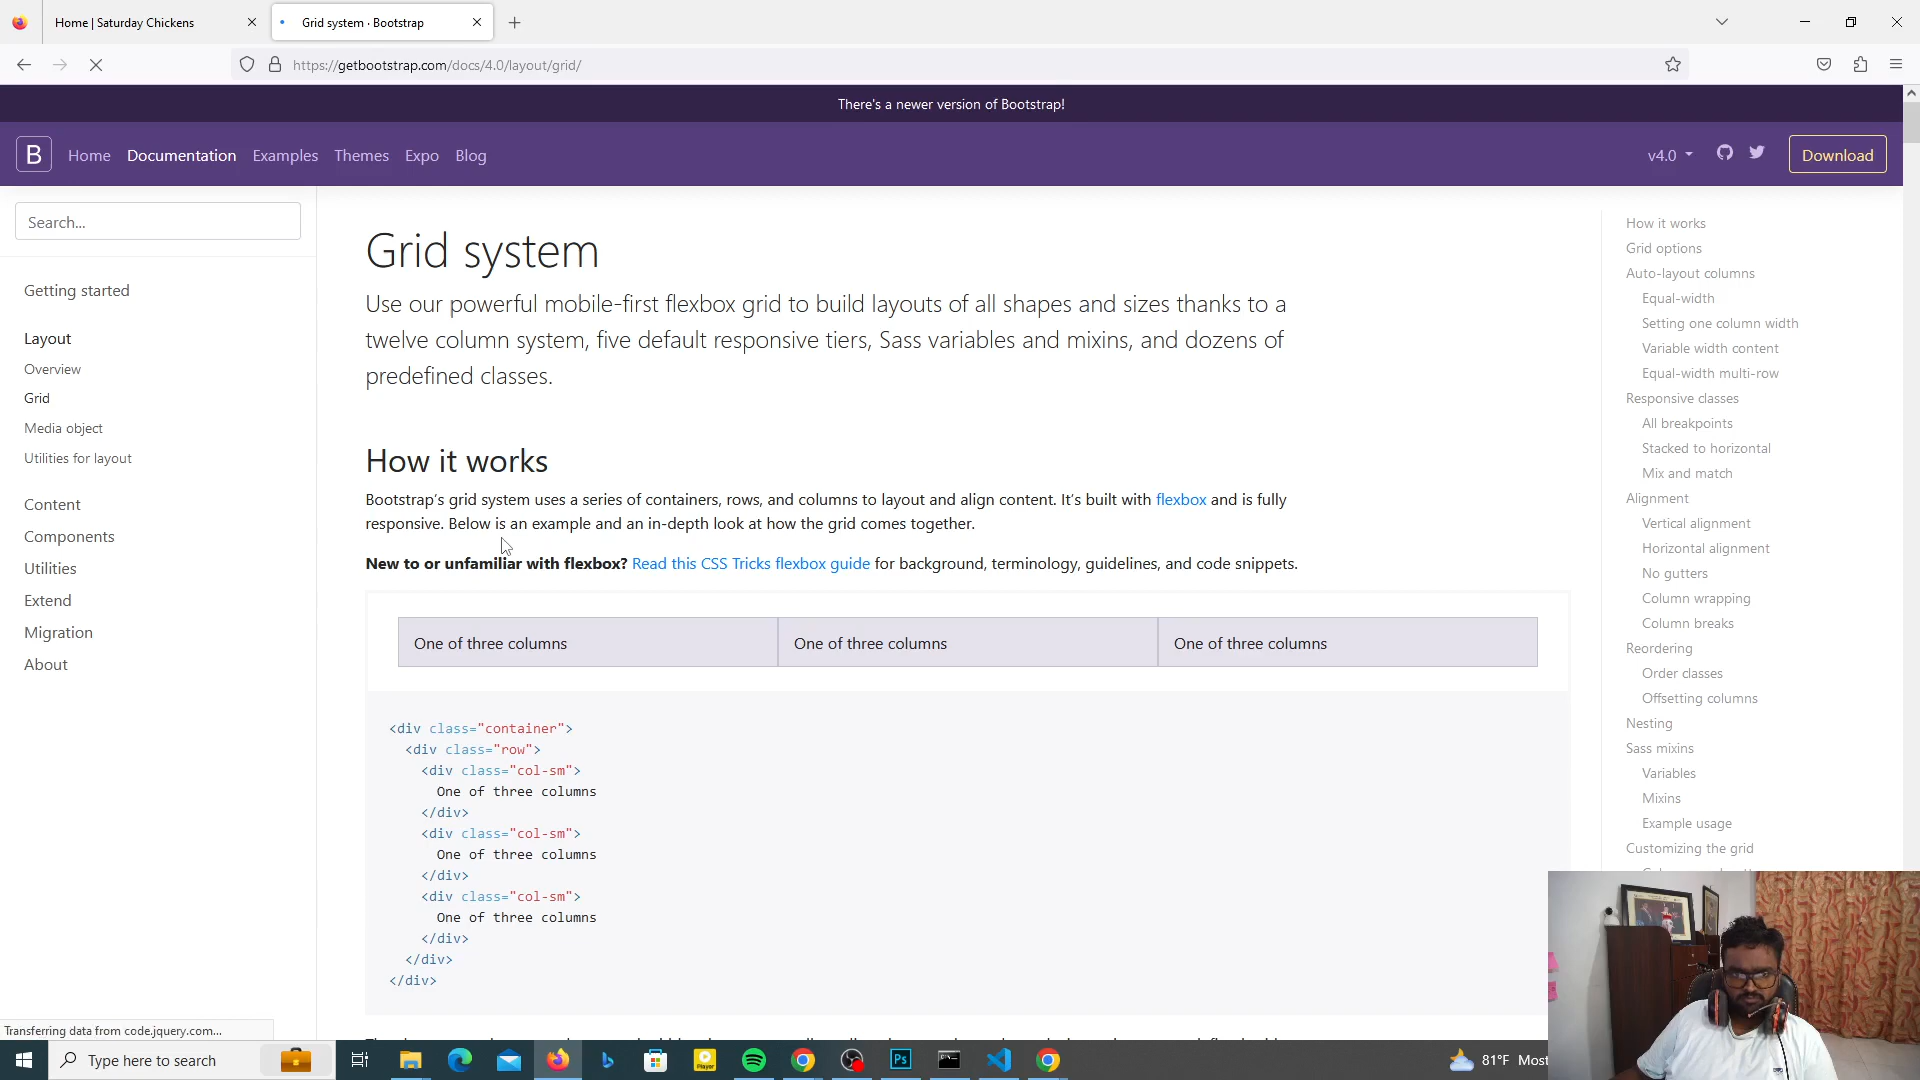 Home | Saturday Chickens
Grid system · Bootstrap
https://getbootstrap.com/docs/4.0/layout/grid/
There's a newer version of Bootstrap!
B
Home
Documentation
Examples
Themes
Expo
Blog
v4.0
Download
Search...
Getting started
Layout
Overview
Grid
Media object
Utilities for layout
Content
Components
Utilities
Extend
Migration
About
Grid system
Use our powerful mobile-first flexbox grid to build layouts of all shapes and sizes thanks to a
twelve column system, five default responsive tiers, Sass variables and mixins, and dozens of
predefined classes.
How it works
Bootstrap's grid system uses a series of containers, rows, and columns to layout and align content. It's built with flexbox and is fully
responsive. Below is an example and an in-depth look at how the grid comes together.
New to or unfamiliar with flexbox? Read this CSS Tricks flexbox guide for background, terminology, guidelines, and code snippets.
One of three columns
One of three columns
One of three columns
<div class="container">
<div class="row">
<div class="col-sm">
One of three columns
</div>
<div class="col-sm">
One of three columns
</div>
<div class="col-sm">
One of three columns
</div>
</div>
</div>
How it works
Grid options
Auto-layout columns
Equal-width
Setting one column width
Variable width content
Equal-width multi-row
Responsive classes
All breakpoints
Stacked to horizontal
Mix and match
Alignment
Vertical alignment
Horizontal alignment
No gutters
Column wrapping
Column breaks
Reordering
Order classes
Offsetting columns
Nesting
Sass mixins
Variables
Mixins
Example usage
Customizing the grid
Transferring data from code.jquery.com...
Type here to search
Player
Ps
81°F Most